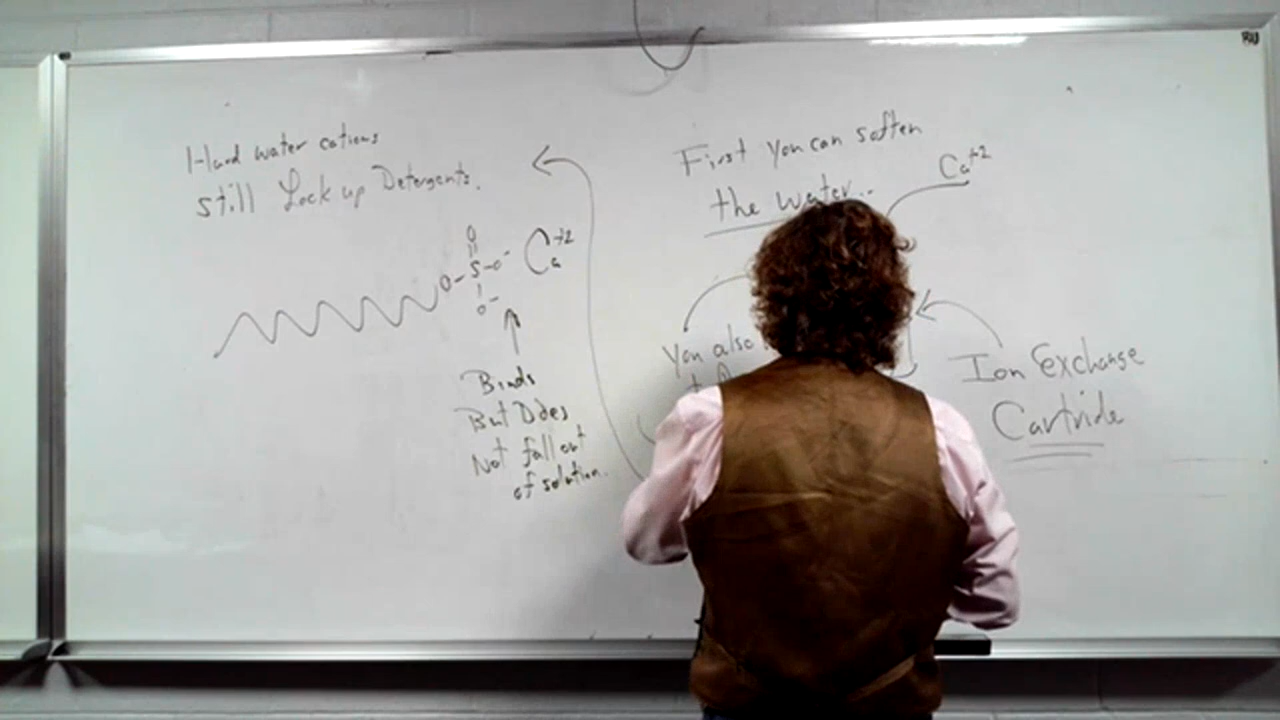 Hard water cations
still Lock up Detergents.
O
O-S-O-
O-
Ca+2
Binds
But Does
Not fall out
of solution.
First you can soften
the water..
Ca+2
You also
Ion Exchange
Cartride